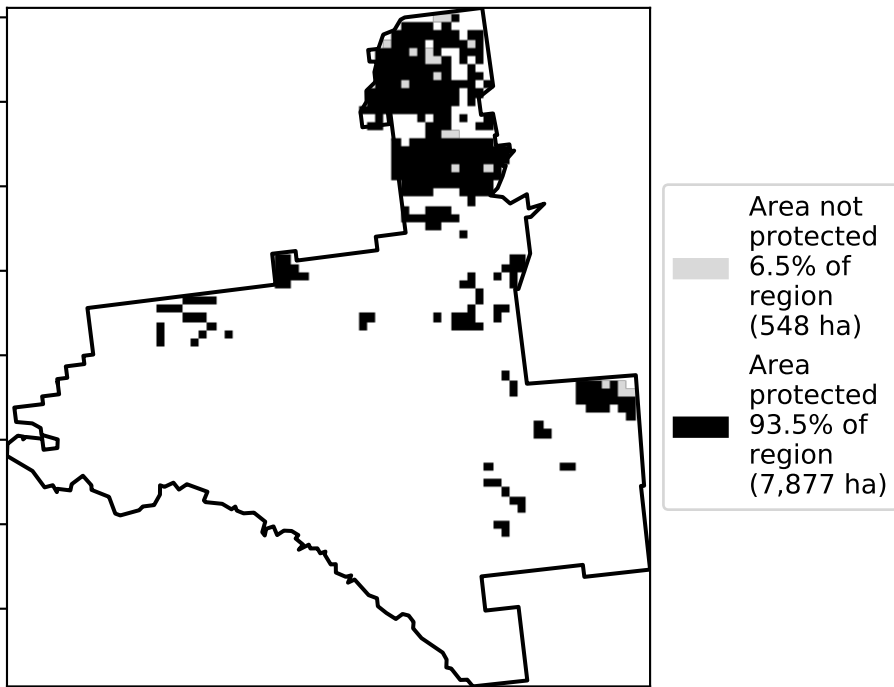 Area not
protected
6.5% of
region
(548 ha)
Area
protected
93.5% of
region
(7,877 ha)